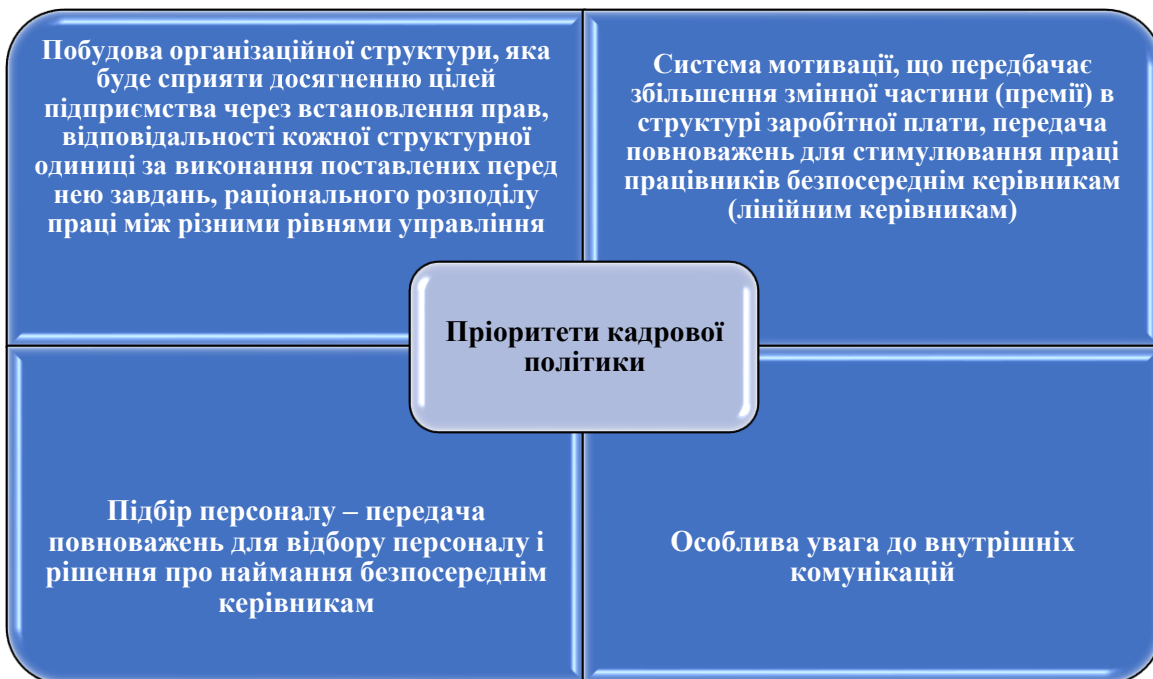 Побудова організаційної структури, яка
буде сприяти досягненню цілей
підприємства через встановлення прав,
відповідальності кожної структурної
одиниці за виконання поставлених перед
нею завдань, раціонального розподілу
праці між різними рівнями управління
Система мотивації, що передбачає
збільшення змінної частини (премії) в
структурі заробітної плати, передача
повноважень для стимулювання праці
працівників безпосереднім керівникам
(лінійним керівникам)
Пріоритети кадрової
політики
Підбір персоналу – передача
повноважень для відбору персоналу і
рішення про наймання безпосереднім
керівникам
Особлива увага до внутрішніх
комунікацій